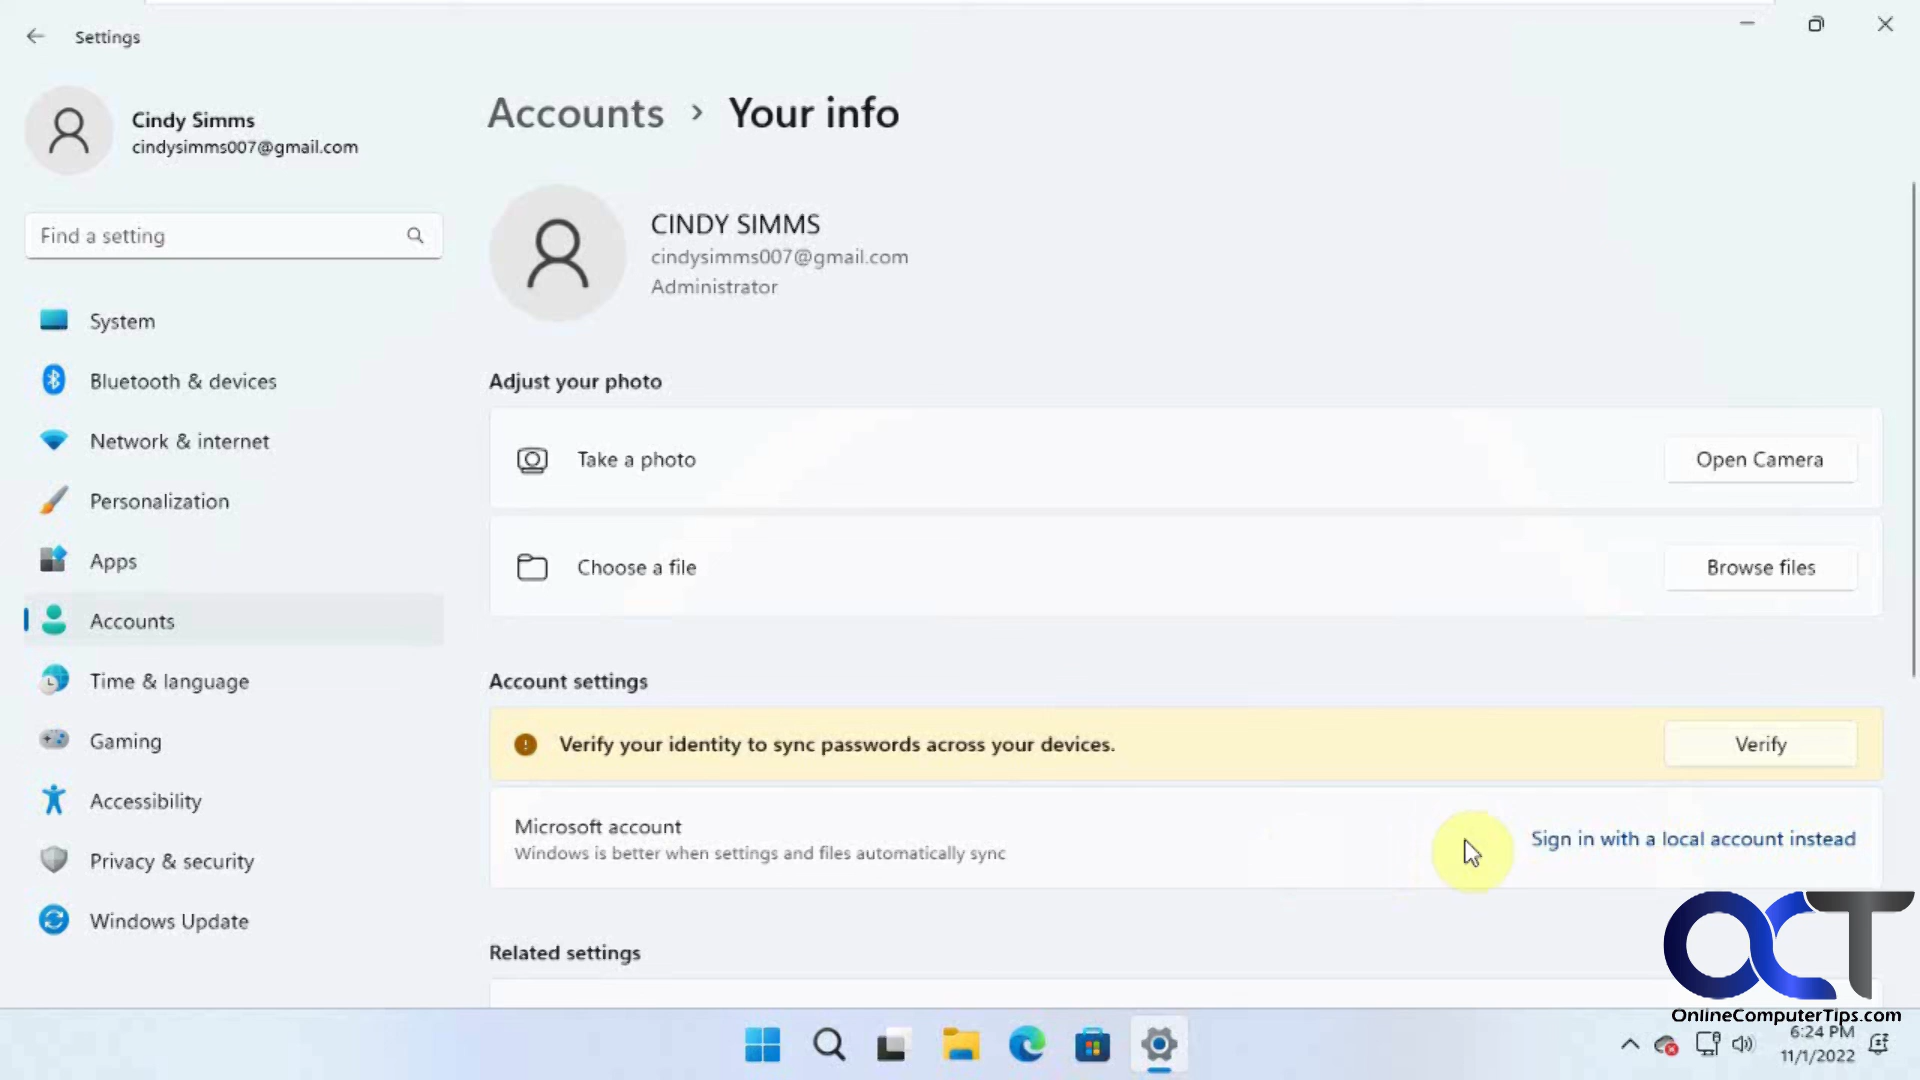 Settings
Cindy Simms
cindysimms007@gmail.com
Find a setting
System
Bluetooth & devices
Network & internet
Personalization
Apps
Accounts
Time & language
Gaming
Accessibility
Privacy & security
Windows Update
Accounts > Your info
CINDY SIMMS
cindysimms007@gmail.com
Administrator
Adjust your photo
Take a photo
Open Camera
Choose a file
Browse files
Account settings
Verify your identity to sync passwords across your devices.
Verify
Microsoft account
Windows is better when settings and files automatically sync
Sign in with a local account instead
Related settings
OCT
OnlineComputerTips.com
6:24 PM
11/1/2022